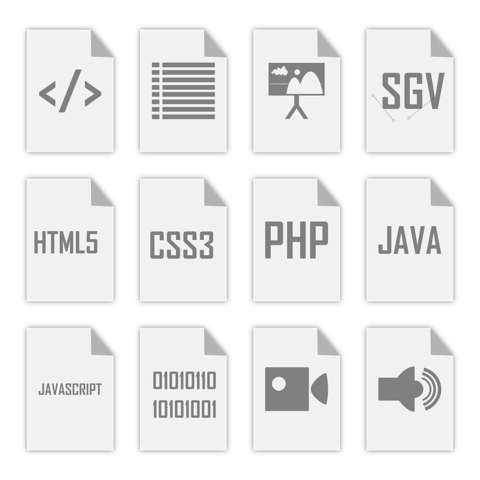 </>
SGV
HTML5
CSS3
PHP
JAVA
JAVASCRIPT
01010110
10101001